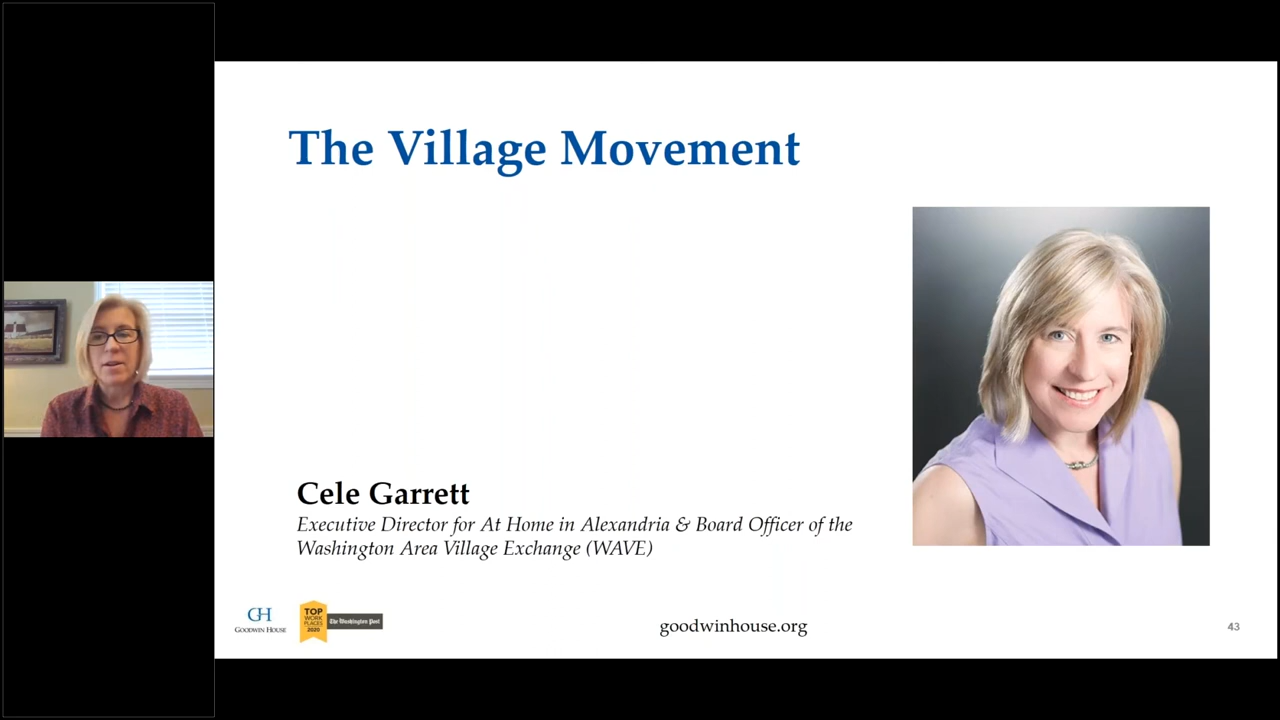 The Village Movement
Cele Garrett
Executive Director for At Home in Alexandria & Board Officer of the
Washington Area Village Exchange (WAVE)
GH
GOODWIN HOUSE
TOP
WORK
PLACES
2020
The Washington Post
goodwinhouse.org
43